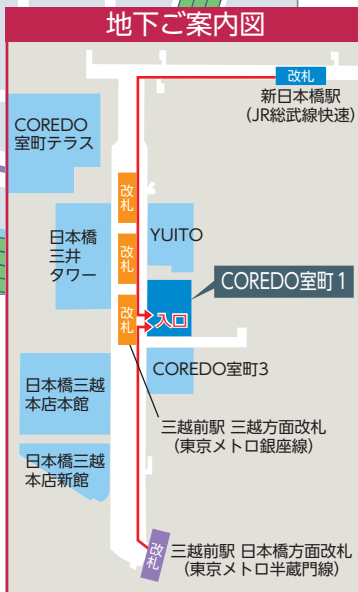 地下ご案内図
改札
新日本橋駅
（JR総武線快速）
COREDO
室町テラス
改札
日本橋
三井
タワー
改札
YUITO
COREDO室町1
改札
入口
COREDO室町3
日本橋三越
本店本館
三越前駅 三越方面改札
（東京メトロ銀座線）
日本橋三越
本店新館
改札
三越前駅 日本橋方面改札
（東京メトロ半蔵門線）